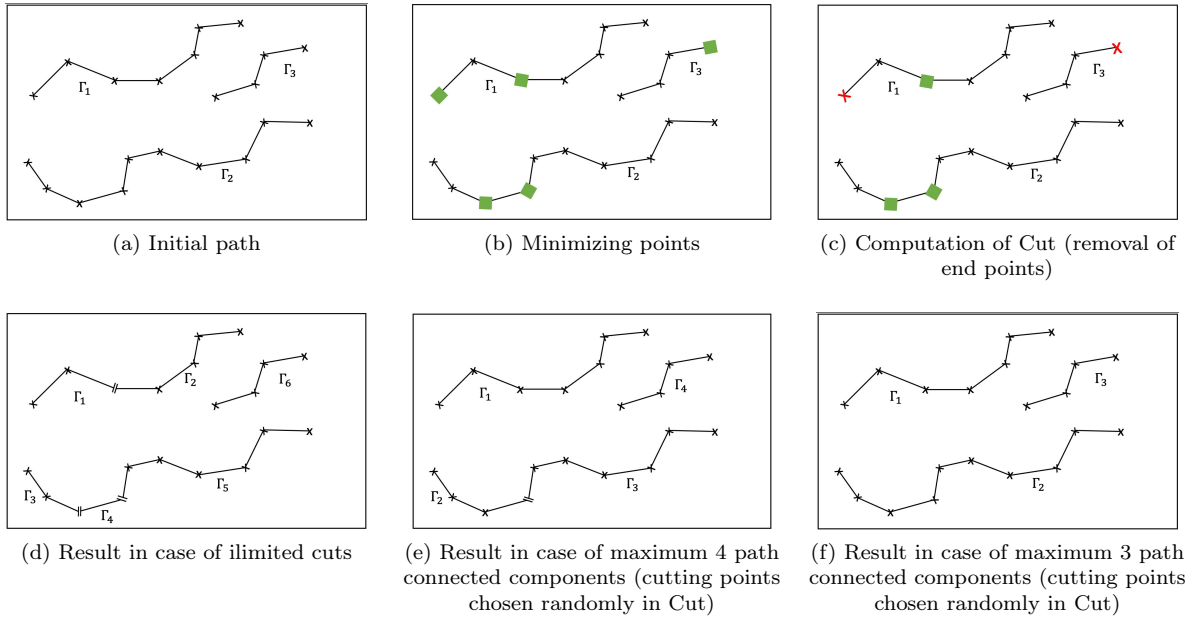 Γ₁
Γ₃
Γ₂
(a) Initial path
Γ₁
Γ₃
Γ₂
(b) Minimizing points
Γ₁
Γ₃
Γ₂
(c) Computation of Cut (removal of
end points)
Γ₁
Γ₂
Γ₆
Γ₃
Γ₄
Γ₅
(d) Result in case of ilimited cuts
Γ₁
Γ₄
Γ₂
Γ₃
(e) Result in case of maximum 4 path
connected components (cutting points
chosen randomly in Cut)
Γ₁
Γ₃
Γ₂
(f) Result in case of maximum 3 path
connected components (cutting points
chosen randomly in Cut)